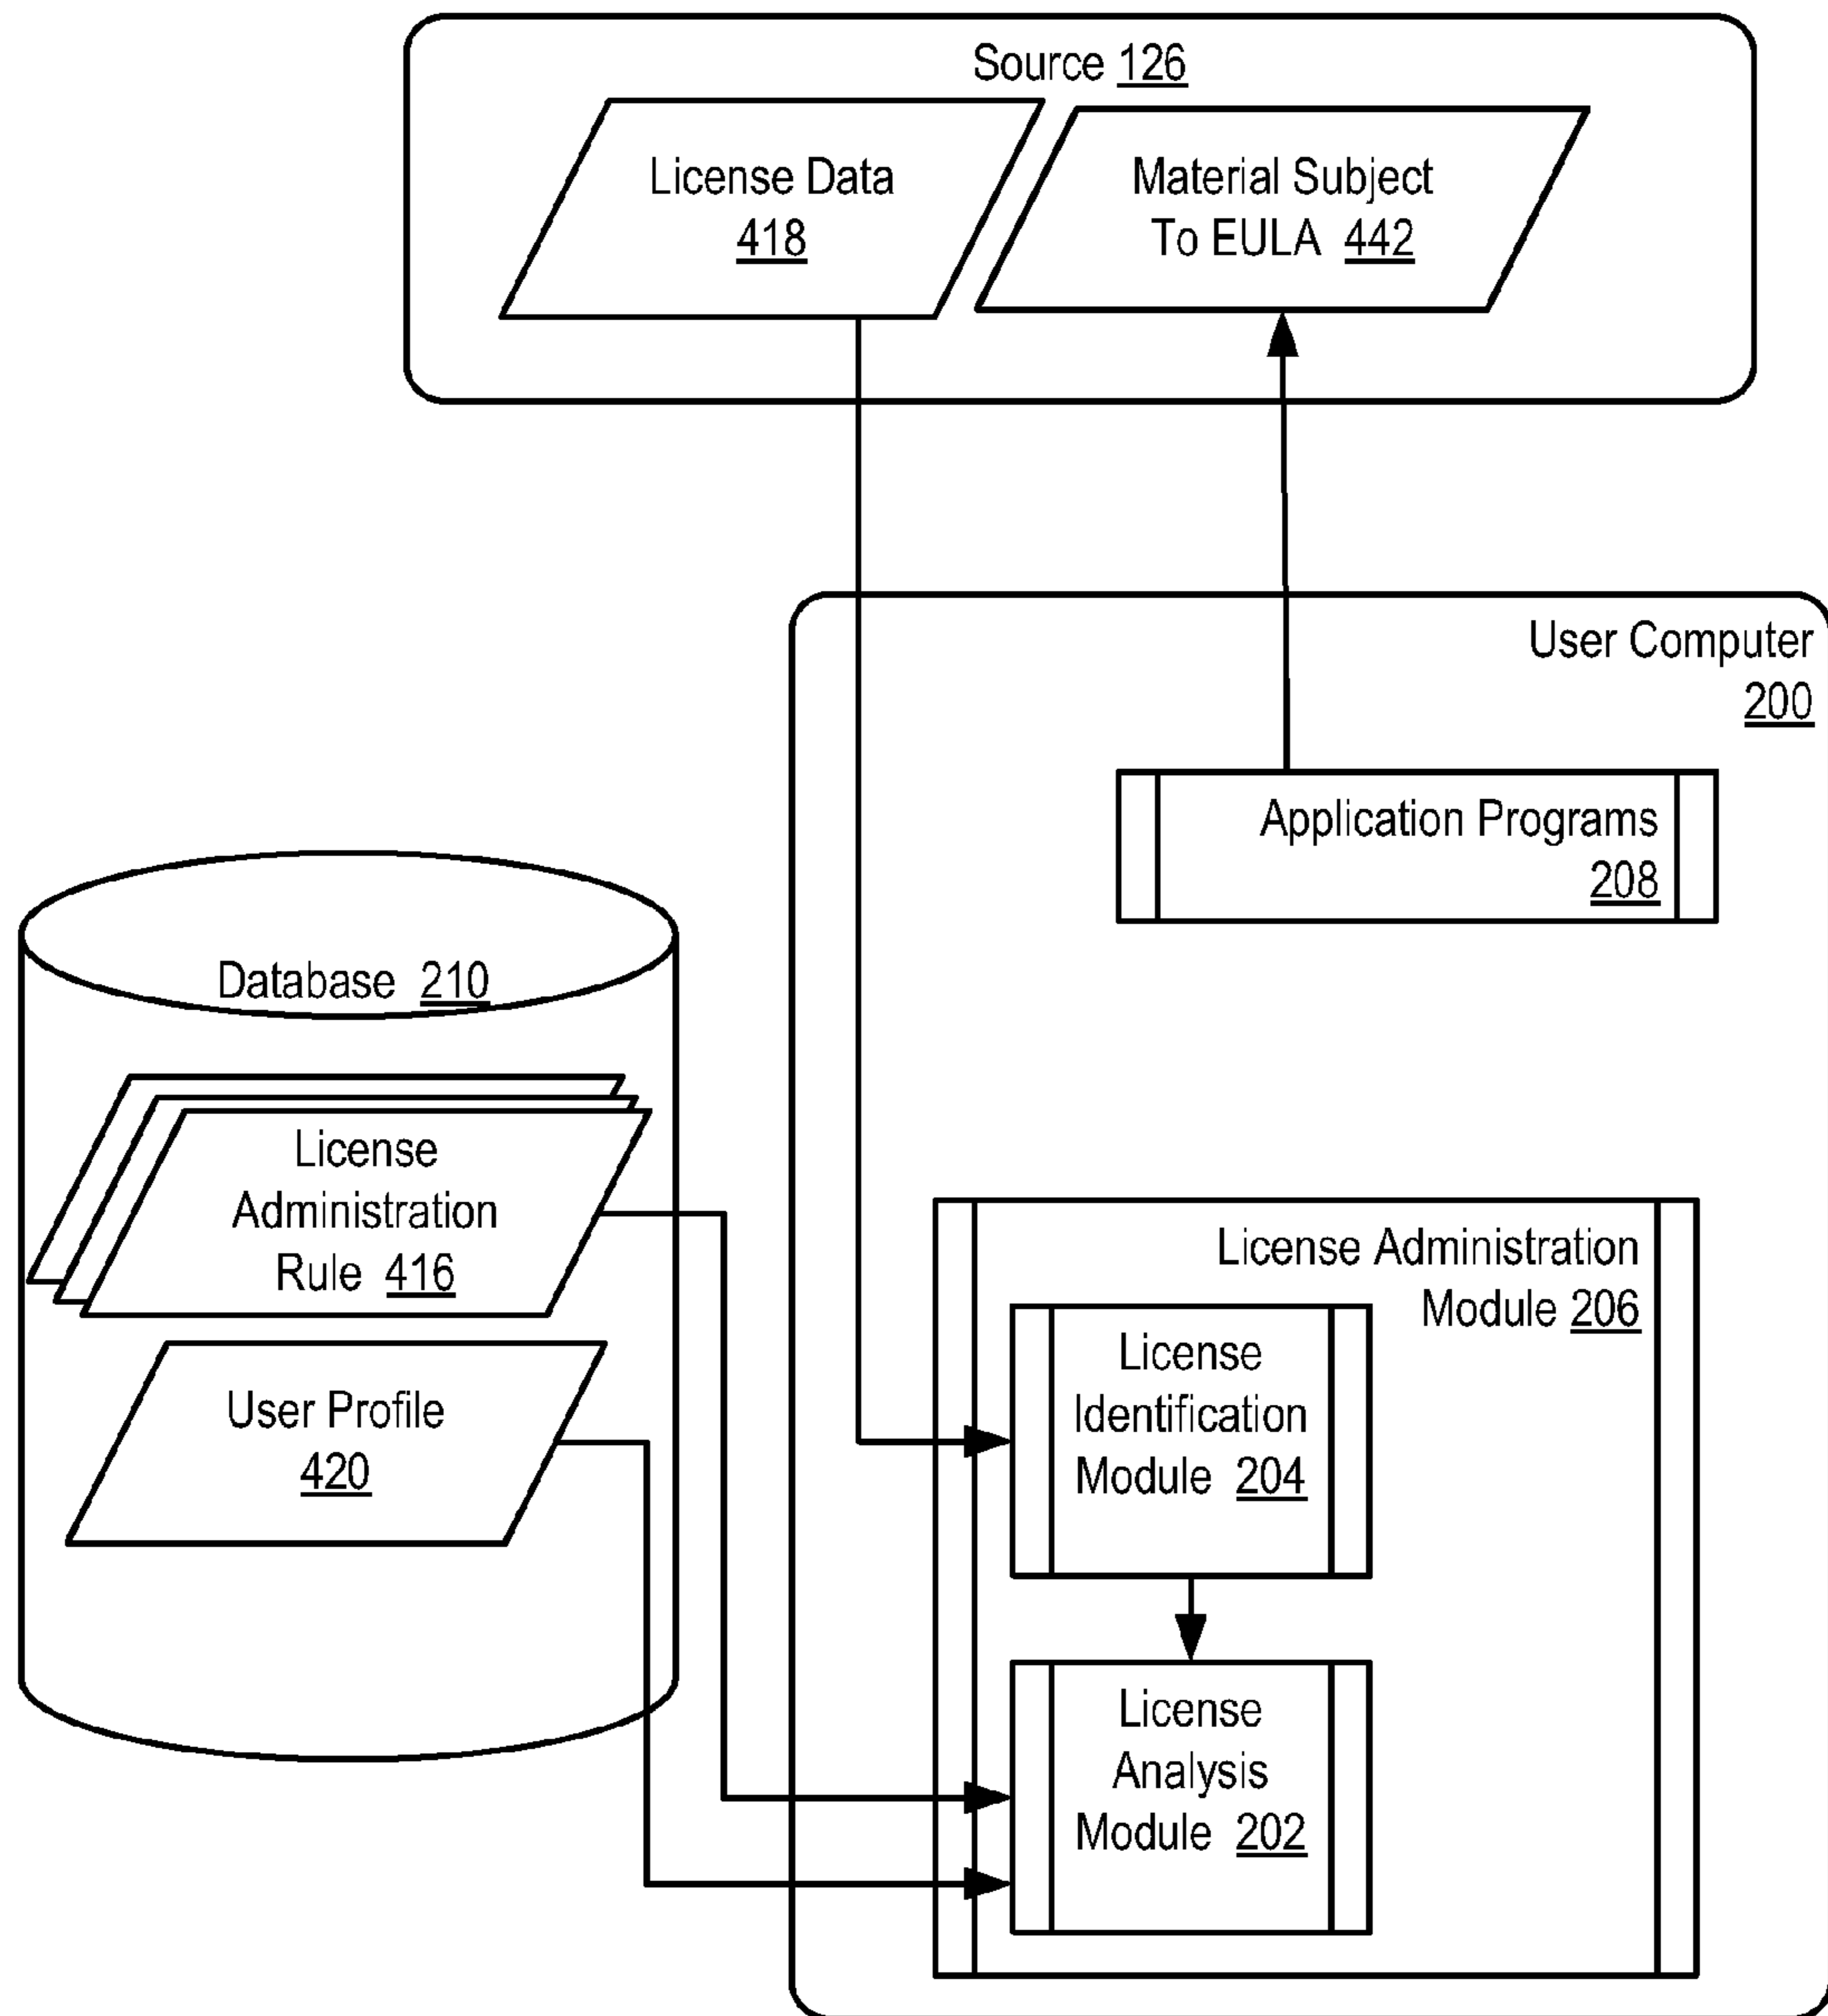 Source 126
License Data
418
Material Subject
To EULA 442
User Computer
200
Application Programs
208
Database 210
License
Administration
Rule 416
User Profile
420
License Administration
Module 206
License
Identification
Module 204
License
Analysis
Module 202